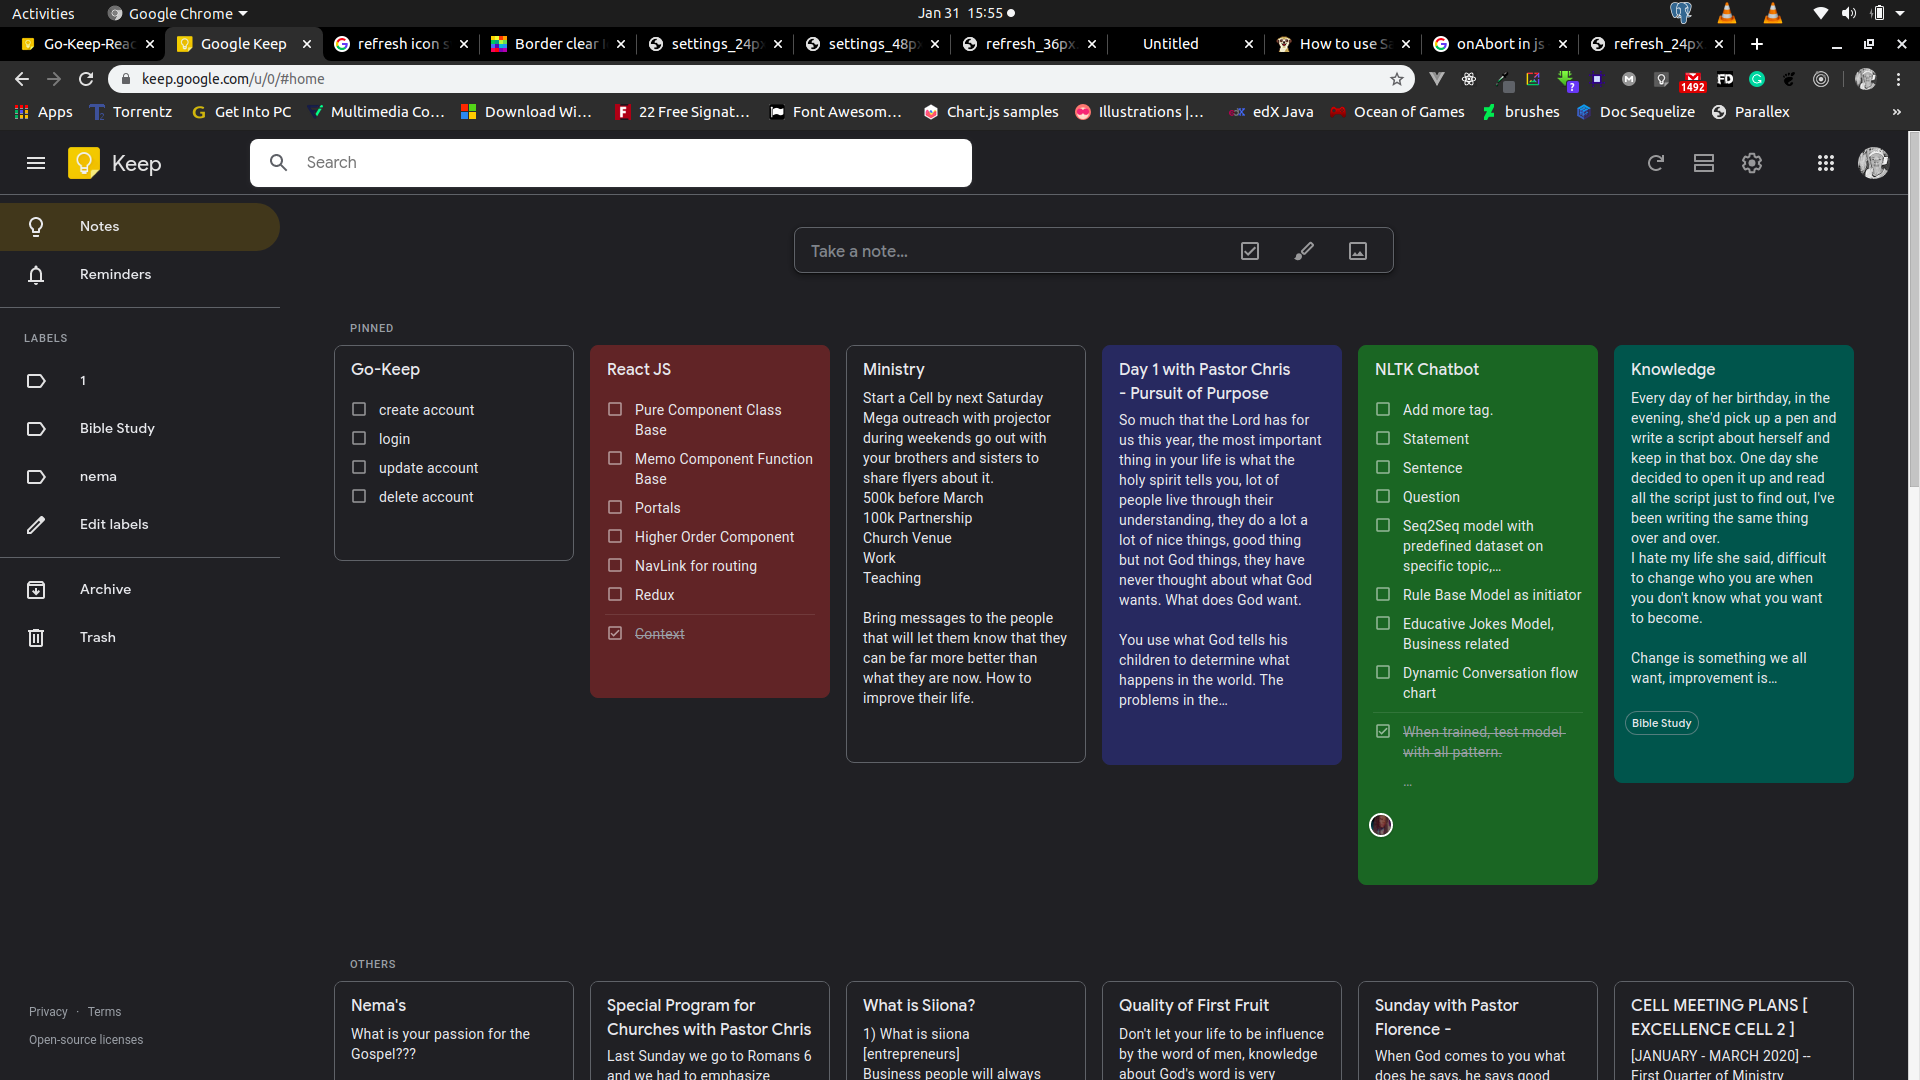 Activities
Google Chrome
Jan 31 15:55
Go-Keep-Reac
Google Keep
refresh icon s
Border clear
settings_24px
settings_48px
refresh_36px
Untitled
How to use Sa
onAbort in js
refresh_24px
keep.google.com/u/0/#home
1492
FD
Apps
Torrentz
Get Into PC
Multimedia Co...
Download Wi...
22 Free Signat...
Font Awesom...
Chart.js samples
Illustrations |...
edX Java
Ocean of Games
brushes
Doc Sequelize
Parallex
»
Keep
Search
Notes
Reminders
LABELS
1
Bible Study
nema
Edit labels
Archive
Trash
Privacy · Terms
Open-source licenses
Take a note...
PINNED
Go-Keep
create account
login
update account
delete account
React JS
Pure Component Class
Base
Memo Component Function
Base
Portals
Higher Order Component
NavLink for routing
Redux
Context
Ministry
Start a Cell by next Saturday
Mega outreach with projector
during weekends go out with
your brothers and sisters to
share flyers about it.
500k before March
100k Partnership
Church Venue
Work
Teaching
Bring messages to the people
that will let them know that they
can be far more better than
what they are now. How to
improve their life.
Day 1 with Pastor Chris
- Pursuit of Purpose
So much that the Lord has for
us this year, the most important
thing in your life is what the
holy spirit tells you, lot of
people live through their
understanding, they do a lot a
lot of nice things, good thing
but not God things, they have
never thought about what God
wants. What does God want.
You use what God tells his
children to determine what
happens in the world. The
problems in the...
NLTK Chatbot
Add more tag.
Statement
Sentence
Question
Seq2Seq model with
predefined dataset on
specific topic,...
Rule Base Model as initiator
Educative Jokes Model,
Business related
Dynamic Conversation flow
chart
When trained, test model
with all pattern.
...
Knowledge
Every day of her birthday, in the
evening, she'd pick up a pen and
write a script about herself and
keep in that box. One day she
decided to open it up and read
all the script just to find out, I've
been writing the same thing
over and over.
I hate my life she said, difficult
to change who you are when
you don't know what you want
to become.
Change is something we all
want, improvement is...
Bible Study
OTHERS
Nema's
What is your passion for the
Gospel???
Special Program for
Churches with Pastor Chris
Last Sunday we go to Romans 6
and we had to emphasize
What is Siiona?
1) What is siiona
[entrepreneurs]
Business people will always
Quality of First Fruit
Don't let your life to be influence
by the word of men, knowledge
about God's word is very
Sunday with Pastor
Florence -
When God comes to you what
does he says, he says good
CELL MEETING PLANS [
EXCELLENCE CELL 2 ]
[JANUARY - MARCH 2020] --
First Quarter of Ministry